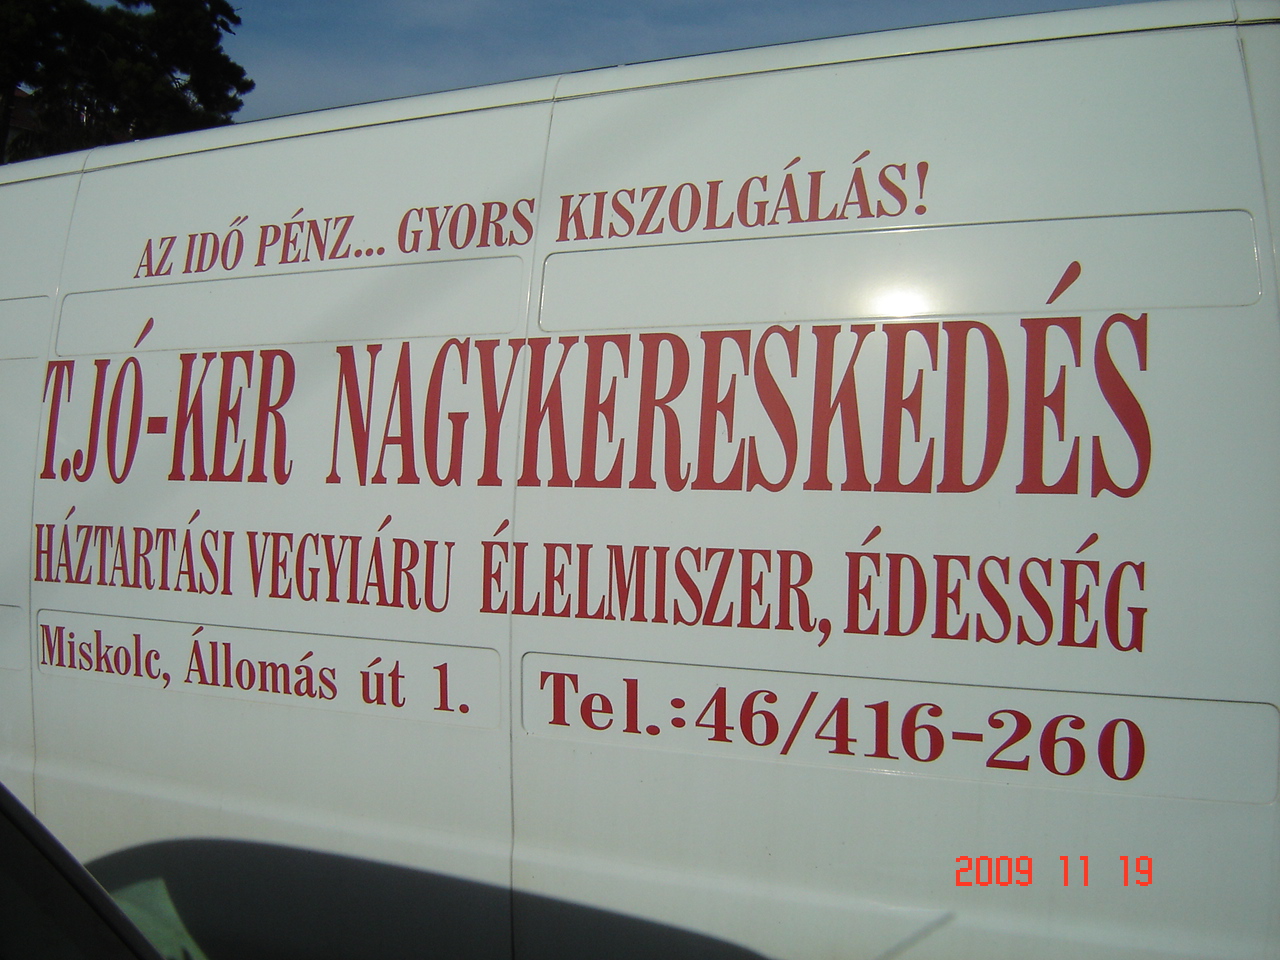 AZ IDŐ PÉNZ... GYORS KISZOLGÁLÁS!
T.JÓ-KER NAGYKERESKEDÉS
HÁZTARTÁSI VEGYIÁRU ÉLELMISZER, ÉDESSÉG
Miskolc, Állomás út 1. Tel.:46/416-260
2009 11 19